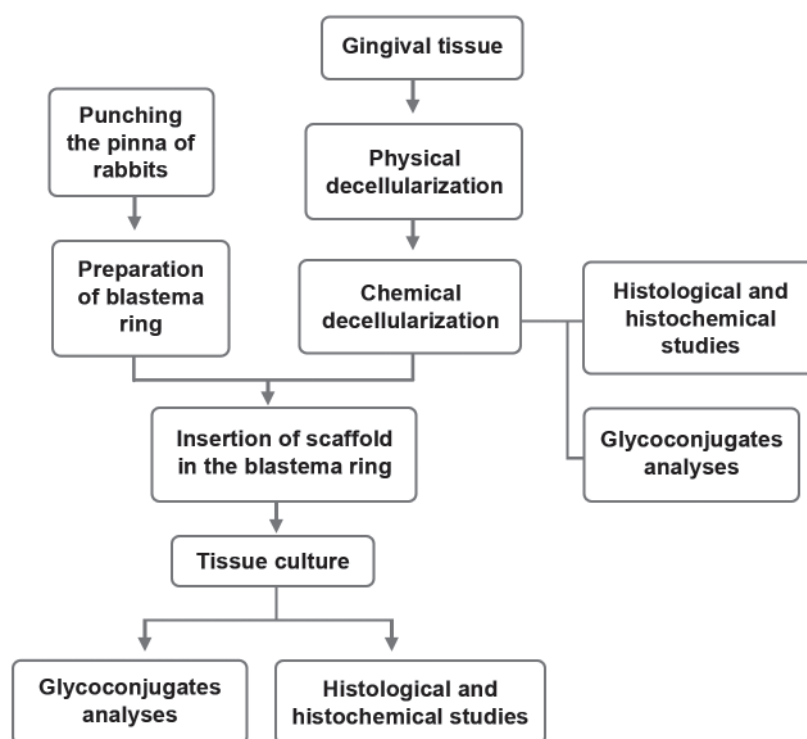 Gingival tissue
Punching
the pinna of
rabbits
Physical
decellularization
Preparation
of blastema
ring
Chemical
decellularization
Histological and
histochemical
studies
Insertion of scaffold
in the blastema ring
Glycoconjugates
analyses
Tissue culture
Glycoconjugates
analyses
Histological and
histochemical studies